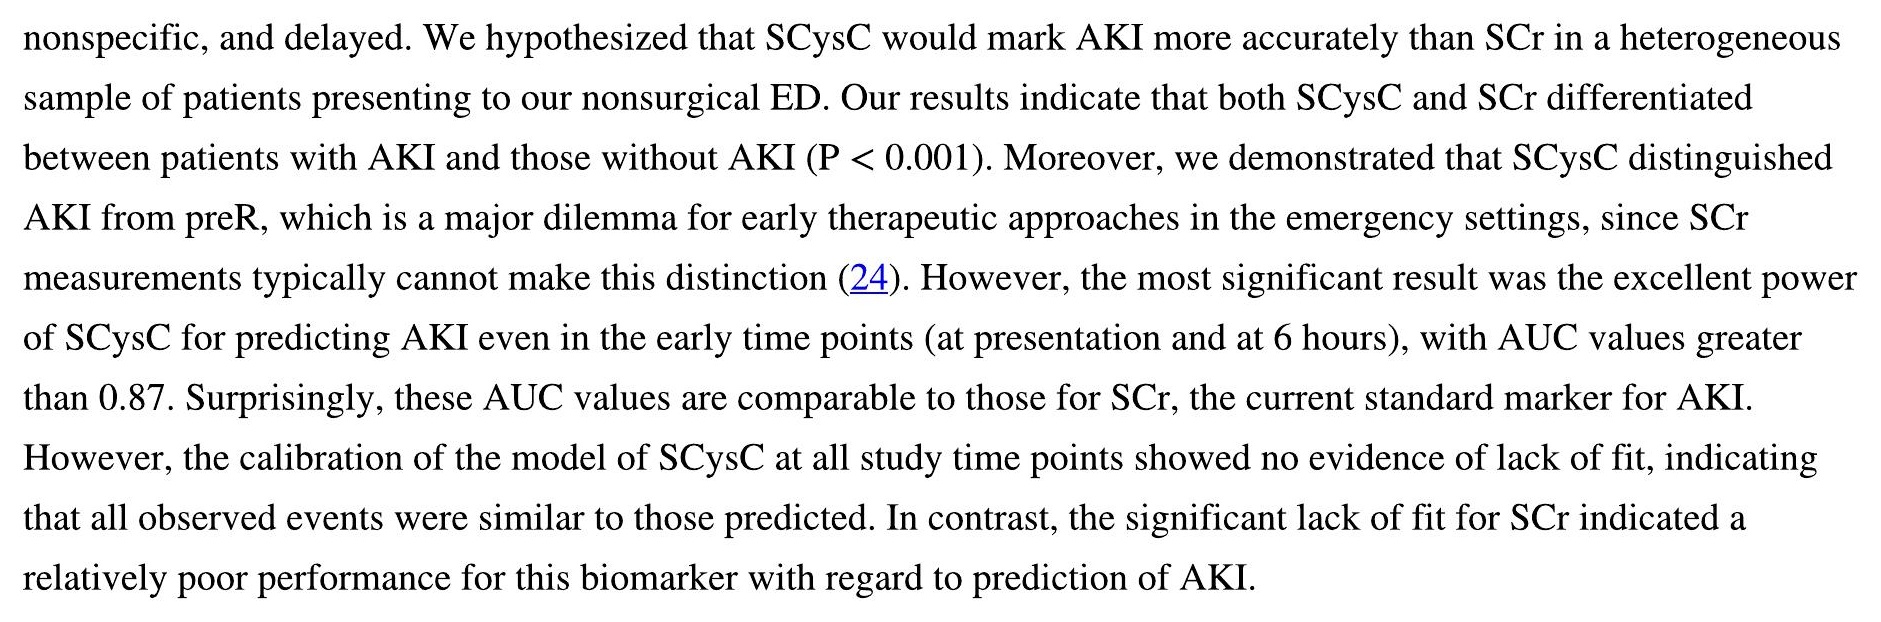 nonspecific, and delayed. We hypothesized that SCysC would mark AKI more accurately than SCr in a heterogeneous
sample of patients presenting to our nonsurgical ED. Our results indicate that both SCysC and SCr differentiated
between patients with AKI and those without AKI (P < 0.001). Moreover, we demonstrated that SCysC distinguished
AKI from preR, which is a major dilemma for early therapeutic approaches in the emergency settings, since SCr
measurements typically cannot make this distinction (24). However, the most significant result was the excellent power
of SCysC for predicting AKI even in the early time points (at presentation and at 6 hours), with AUC values greater
than 0.87. Surprisingly, these AUC values are comparable to those for SCr, the current standard marker for AKI.
However, the calibration of the model of SCysC at all study time points showed no evidence of lack of fit, indicating
that all observed events were similar to those predicted. In contrast, the significant lack of fit for SCr indicated a
relatively poor performance for this biomarker with regard to prediction of AKI.